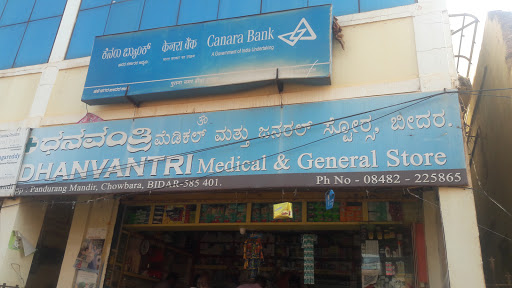 ಕೆನರಾ ಬ್ಯಾಂಕ್ केनरा बैंक Canara Bank
A Government of India Undertaking
ಧನವಂತ್ರಿ ಮೆಡಿಕಲ್ ಮತ್ತು ಜನರಲ್ ಸ್ಟೋರ್ಸ, ಬೀದರ.
DHANVANTRI Medical & General Store
Pandurang Mandir, Chowbara, BIDAR-585 401. Ph No - 08482 - 225865